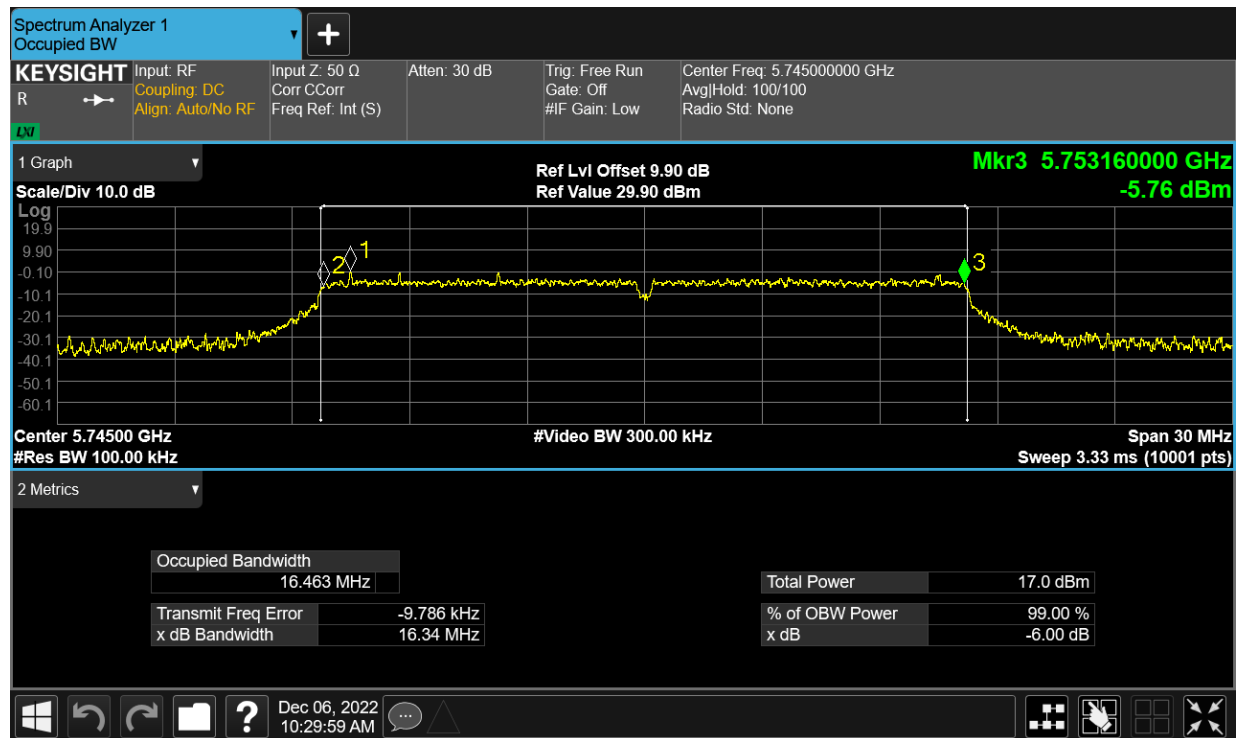 Spectrum Analyzer 1
Occupied BW
+
KEYSIGHT
R
LXI
Input: RF
Coupling: DC
Align: Auto/No RF
Input Z: 50 Ω
Corr CCorr
Freq Ref: Int (S)
Atten: 30 dB
Trig: Free Run
Gate: Off
#IF Gain: Low
Center Freq: 5.745000000 GHz
Avg|Hold: 100/100
Radio Std: None
1 Graph
Scale/Div 10.0 dB
Ref Lvl Offset 9.90 dB
Ref Value 29.90 dBm
Mkr3 5.753160000 GHz
-5.76 dBm
Log
19.9
9.90
-0.10
-10.1
-20.1
-30.1
-40.1
-50.1
-60.1
1
2
3
Center 5.74500 GHz
#Video BW 300.00 kHz
Span 30 MHz
#Res BW 100.00 kHz
Sweep 3.33 ms (10001 pts)
2 Metrics
Occupied Bandwidth
16.463 MHz
Total Power 17.0 dBm
Transmit Freq Error -9.786 kHz
% of OBW Power 99.00 %
x dB Bandwidth 16.34 MHz
x dB -6.00 dB
?
Dec 06, 2022
10:29:59 AM